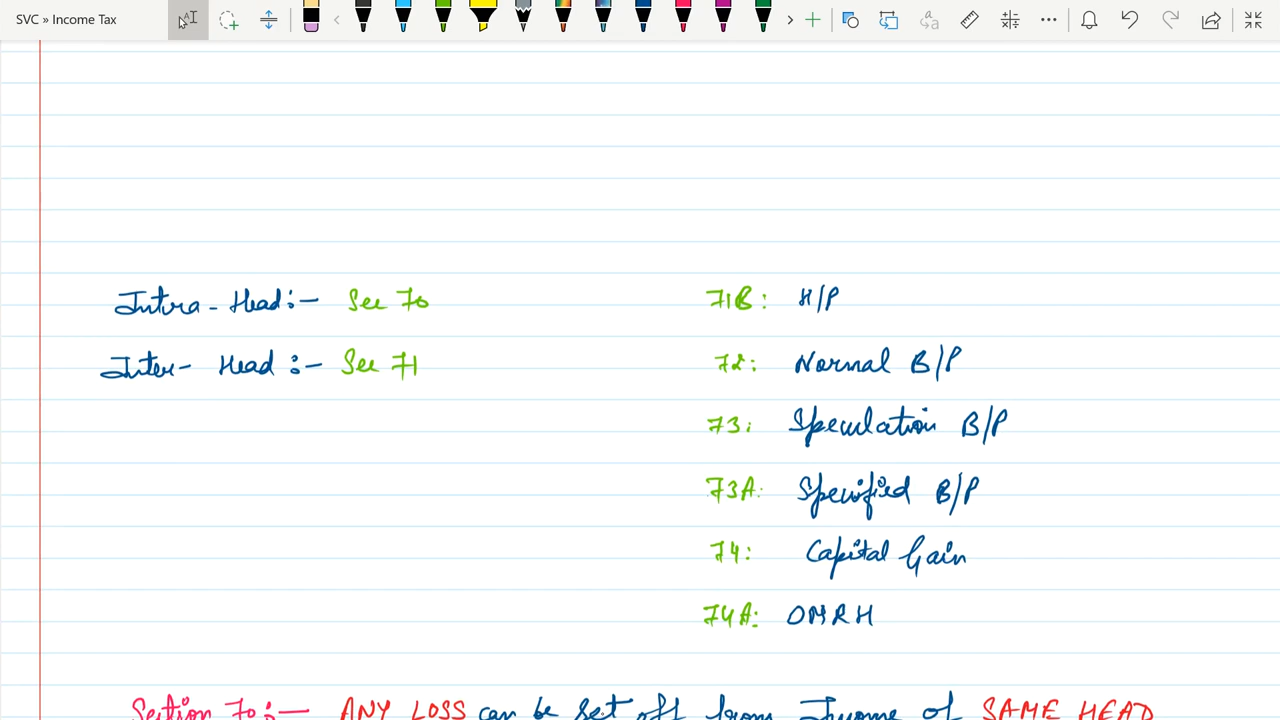 SVC » Income Tax
Intra-Head:- Sec 70
Inter-Head:- Sec 71
71B: H/P
72: Normal B/P
73: Speculation B/P
73A: Specified B/P
74: Capital Gain
74A: OMRH
Section 70:- ANY LOSS can be set off from Income of SAME HEAD